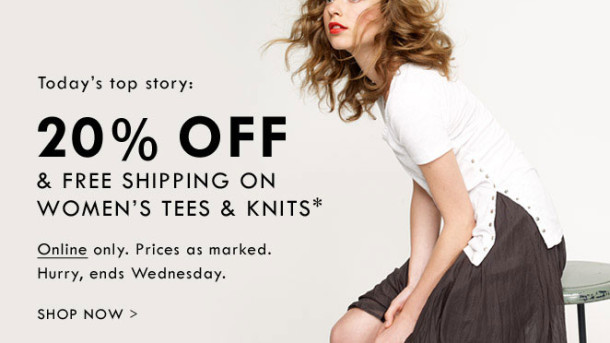 Today's top story:
20% OFF
& FREE SHIPPING ON
WOMEN'S TEES & KNITS*
Online only. Prices as marked.
Hurry, ends Wednesday.
SHOP NOW >